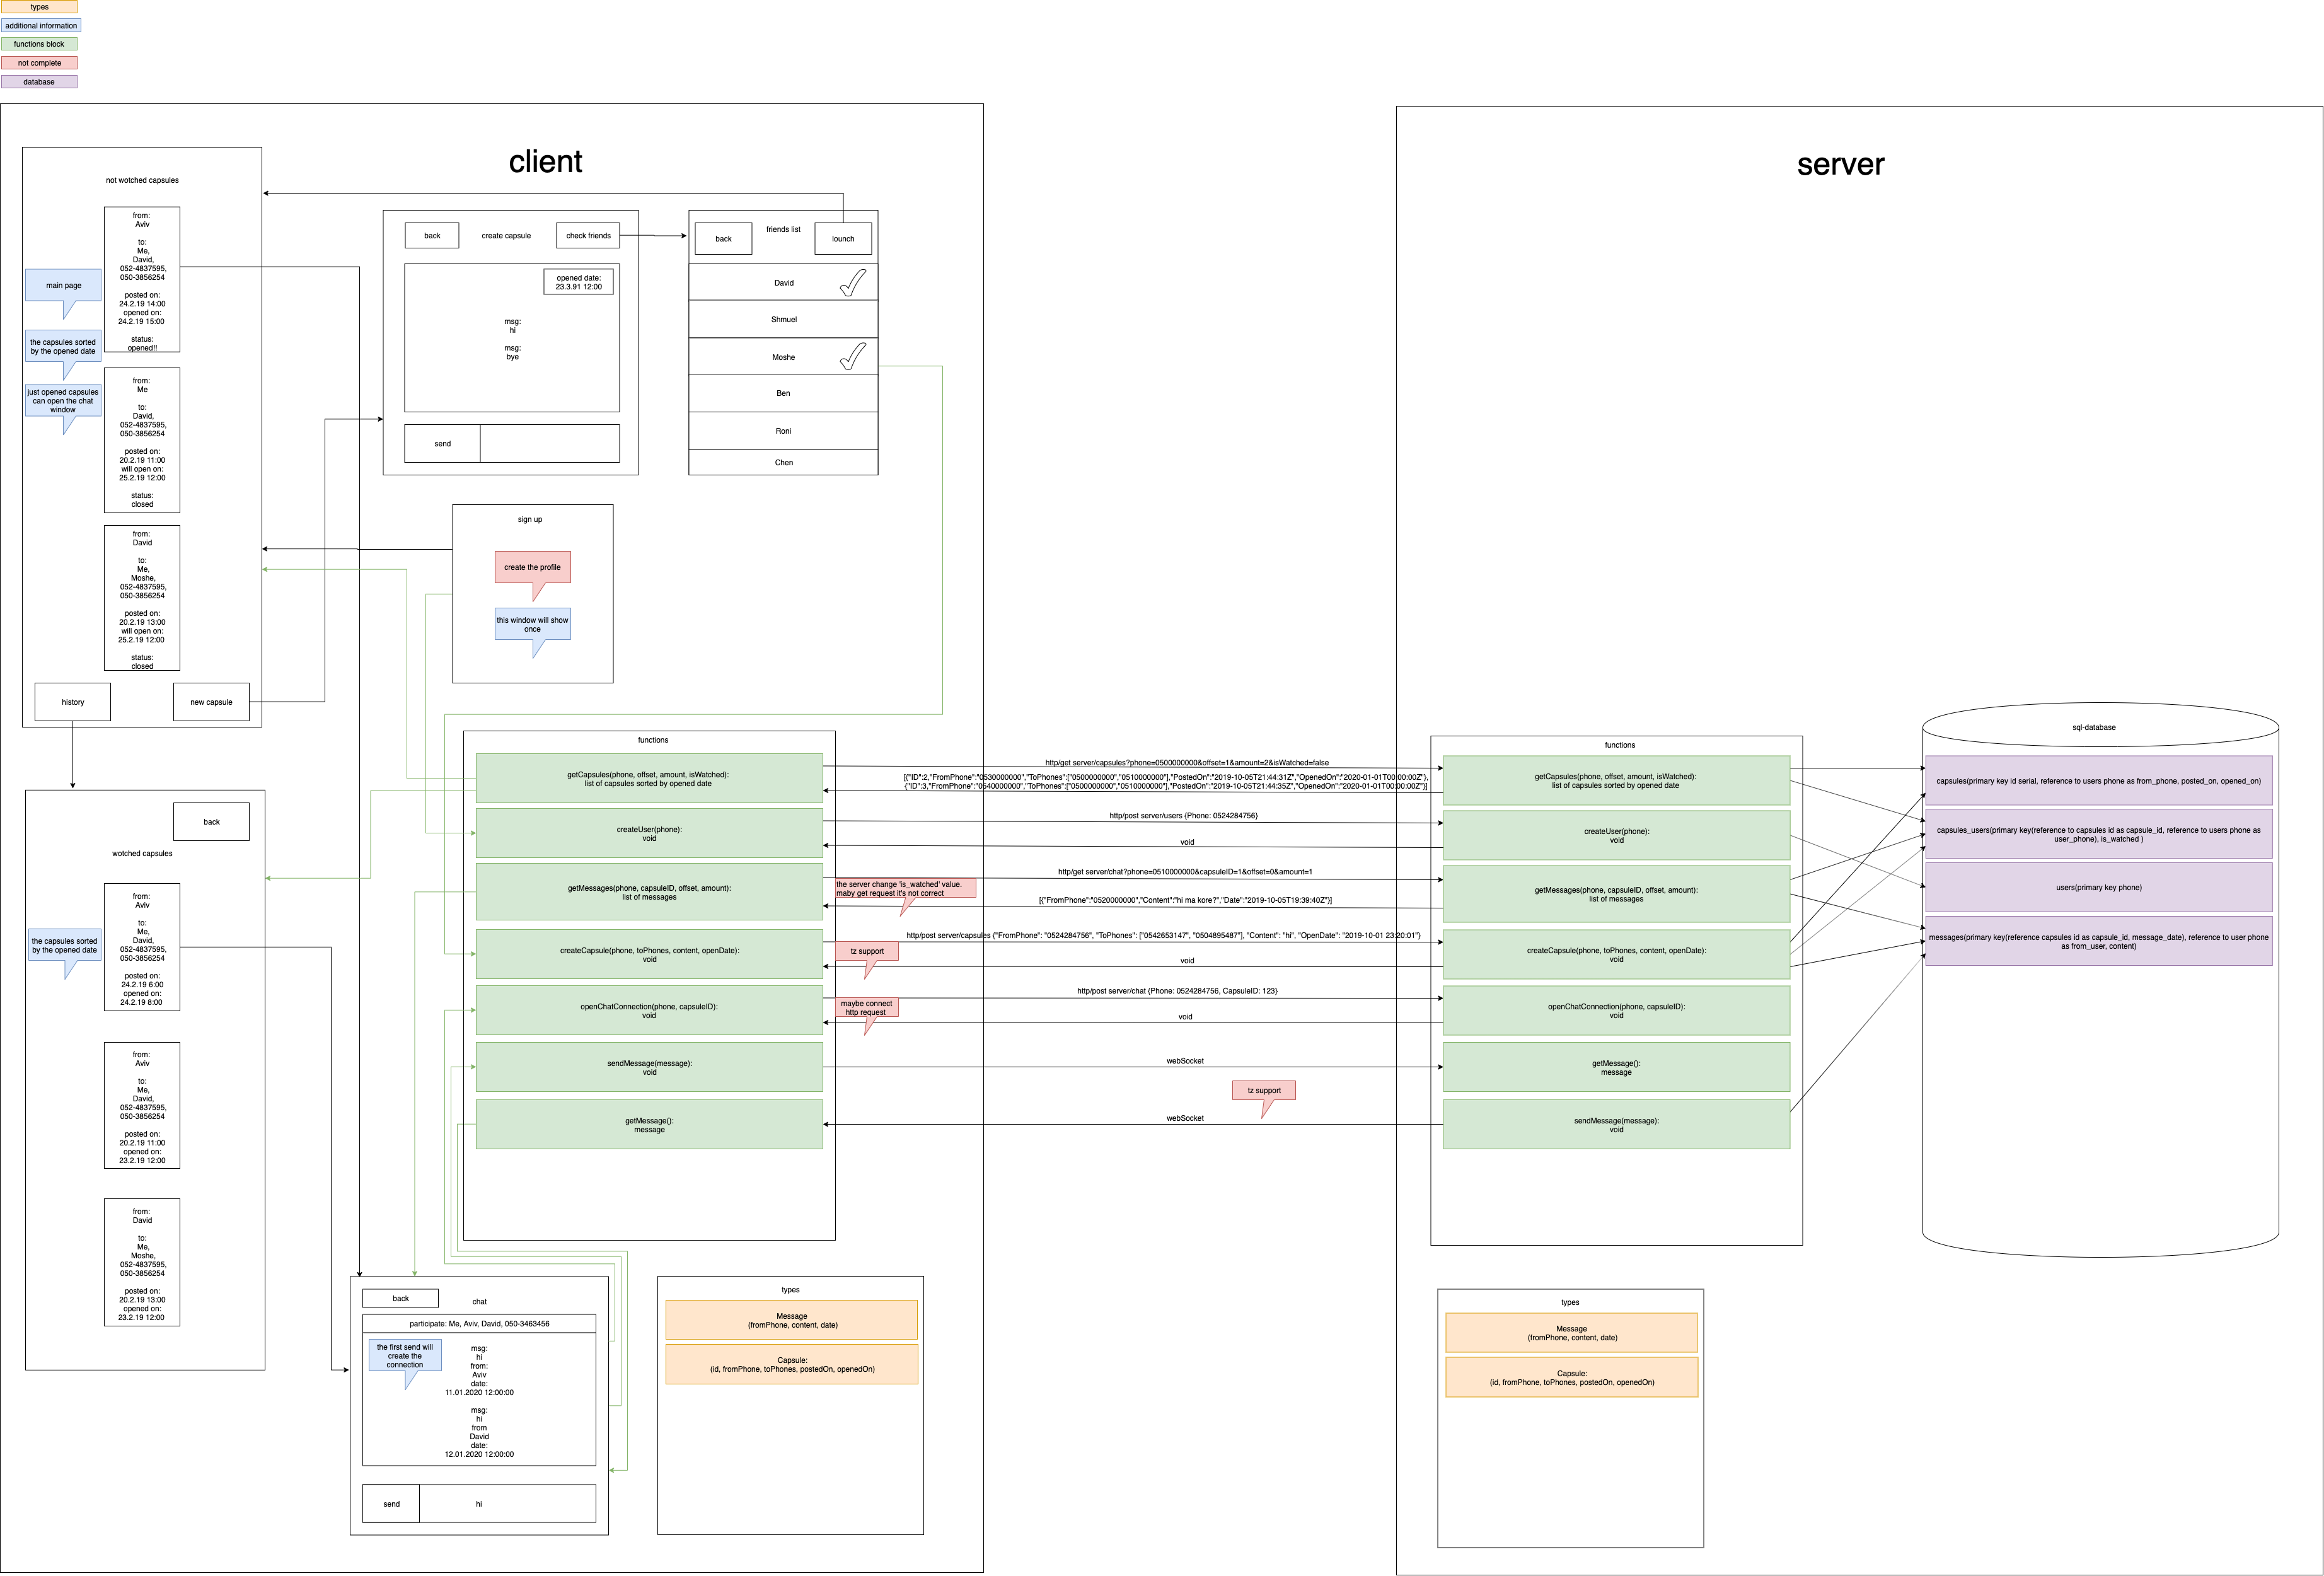 types
additional information
functions block
not complete
database
client
not wotched capsules
from:
Aviv
to:
Me,
David,
052-4837595,
050-3856254
posted on:
24.2.19 14:00
opened on:
24.2.19 15:00
status:
opened!!
main page
the capsules sorted
by the opened date
just opened capsules
can open the chat
window
from:
Me
to:
David,
052-4837595,
050-3856254
posted on:
20.2.19 11:00
will open on:
25.2.19 12:00
status:
closed
from:
David
to:
Me,
Moshe,
052-4837595,
050-3856254
posted on:
20.2.19 13:00
will open on:
25.2.19 12:00
status:
closed
history
new capsule
back
create capsule
check friends
opened date:
23.3.91 12:00
msg:
hi
msg:
bye
send
back
friends list
lounch
David
Shmuel
Moshe
Ben
Roni
Chen
sign up
create the profile
this window will show
once
back
wotched capsules
from:
Aviv
to:
Me,
David,
052-4837595,
050-3856254
posted on:
24.2.19 6:00
opened on:
24.2.19 8:00
the capsules sorted
by the opened date
from:
Aviv
to:
Me,
David,
052-4837595,
050-3856254
posted on:
20.2.19 11:00
opened on:
23.2.19 12:00
from:
David
to:
Me,
Moshe,
052-4837595,
050-3856254
posted on:
20.2.19 13:00
opened on:
23.2.19 12:00
functions
getCapsules(phone, offset, amount, isWatched):
list of capsules sorted by opened date
createUser(phone):
void
getMessages(phone, capsuleID, offset, amount):
list of messages
createCapsule(phone, toPhones, content, openDate):
void
openChatConnection(phone, capsuleID):
void
sendMessage(message):
void
getMessage():
message
http/get server/capsules?phone=0500000000&offset=1&amount=2&isWatched=false
[{"ID":2,"FromPhone":"0530000000","ToPhones":["0500000000","0510000000"],"PostedOn":"2019-10-05T21:44:31Z","OpenedOn":"2020-01-01T00:00:00Z"},
{"ID":3,"FromPhone":"0540000000","ToPhones":["0500000000","0510000000"],"PostedOn":"2019-10-05T21:44:35Z","OpenedOn":"2020-01-01T00:00:00Z"}]
http/post server/users {Phone: 0524284756}
void
http/get server/chat?phone=0510000000&capsuleID=1&offset=0&amount=1
the server change 'is_watched' value.
maby get request it's not correct
[{"FromPhone":"0520000000","Content":"hi ma kore?","Date":"2019-10-05T19:39:40Z"}]
http/post server/capsules {"FromPhone": "0524284756", "ToPhones": ["0542653147", "0504895487"], "Content": "hi", "OpenDate": "2019-10-01 23:20:01"}
tz support
void
http/post server/chat {Phone: 0524284756, CapsuleID: 123}
maybe connect
http request
void
webSocket
tz support
webSocket
back
chat
participate: Me, Aviv, David, 050-3463456
the first send will
create the
connection
msg:
hi
from:
Aviv
date:
11.01.2020 12:00:00
msg:
hi
from
David
date:
12.01.2020 12:00:00
send
hi
types
Message
(fromPhone, content, date)
Capsule:
(id, fromPhone, toPhones, postedOn, openedOn)
server
functions
getCapsules(phone, offset, amount, isWatched):
list of capsules sorted by opened date
createUser(phone):
void
getMessages(phone, capsuleID, offset, amount):
list of messages
createCapsule(phone, toPhones, content, openDate):
void
openChatConnection(phone, capsuleID):
void
getMessage():
message
sendMessage(message):
void
sql-database
capsules(primary key id serial, reference to users phone as from_phone, posted_on, opened_on)
capsules_users(primary key(reference to capsules id as capsule_id, reference to users phone as
user_phone), is_watched )
users(primary key phone)
messages(primary key(reference capsules id as capsule_id, message_date), reference to user phone
as from_user, content)
types
Message
(fromPhone, content, date)
Capsule:
(id, fromPhone, toPhones, postedOn, openedOn)